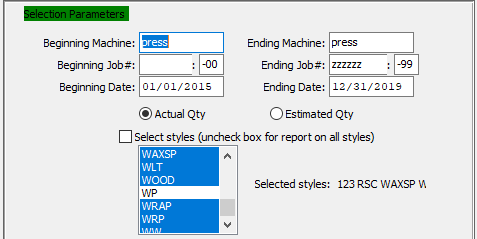 Selection Parameters
Beginning Machine: press Ending Machine: press
Beginning Job#: : -00 Ending Job#: zzzzzz : -99
Beginning Date: 01/01/2015 Ending Date: 12/31/2019
Actual Qty Estimated Qty
Select styles (uncheck box for report on all styles)
WAXSP
WLT
WOOD
WP
WRAP
WRP
WW
Selected styles: 123 RSC WAXSP W